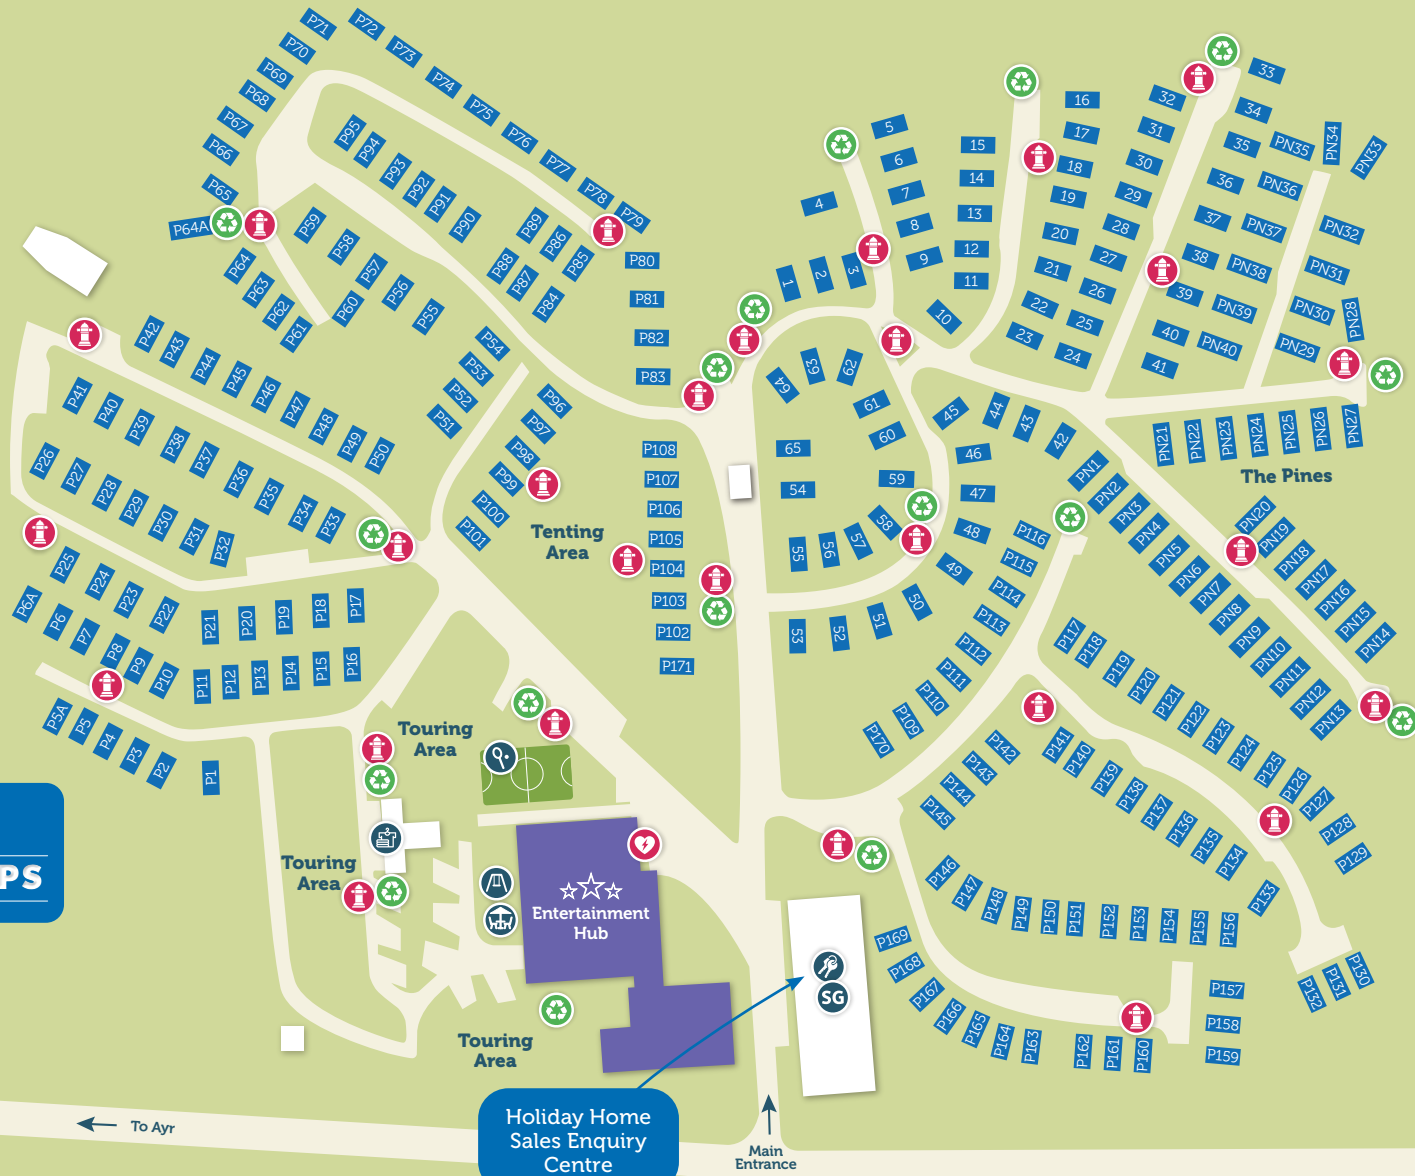 P71
P72
P70
P73
P69
P74
P68
P75
P67
P76
P66
P77
P65
P78
P79
P64A
P95
P94
P93
P92
P91
P90
P89
P86
P85
P88
P87
P84
P80
P81
P82
P83
P59
P58
P57
P56
P55
P60
P64
P63
P62
P61
P54
P53
P52
P51
P42
P43
P44
P45
P46
P47
P48
P49
P50
P41
P40
P39
P38
P37
P36
P35
P34
P33
P26
P27
P28
P29
P30
P31
P32
P96
P97
P98
P99
P100
P101
Tenting
Area
P108
P107
P106
P105
P104
P103
P102
P171
P25
P24
P23
P22
P21
P20
P19
P18
P17
P6A
P6
P7
P8
P9
P10
P11
P12
P13
P14
P15
P16
P5A
P5
P4
P3
P2
P1
5
6
7
8
9
4
1
2
3
10
15
14
13
12
11
16
17
18
19
20
21
22
23
24
25
26
27
28
29
30
31
32
33
34
35
36
37
38
39
40
41
PN35
PN34
PN33
PN36
PN37
PN38
PN39
PN40
PN32
PN31
PN30
PN28
PN29
PN21
PN22
PN23
PN24
PN25
PN26
PN27
The Pines
64
63
62
61
60
59
65
54
55
56
57
58
45
44
43
42
46
47
48
49
50
51
52
53
PN1
PN2
PN3
PN4
PN5
PN6
PN7
PN8
PN9
PN10
PN11
PN12
PN13
PN20
PN19
PN18
PN17
PN16
PN15
PN14
P116
P115
P114
P113
P112
P111
P110
P109
P170
P117
P118
P119
P120
P121
P122
P123
P124
P125
P126
P127
P128
P129
P142
P143
P144
P145
P141
P140
P139
P138
P137
P136
P135
P134
P133
P146
P147
P148
P149
P150
P151
P152
P153
P154
P155
P156
P130
P131
P132
P169
P168
P167
P166
P165
P164
P163
P162
P161
P160
P157
P158
P159
Touring
Area
Touring
Area
Touring
Area
Entertainment
Hub
PS
SG
Holiday Home
Sales Enquiry
Centre
To Ayr
Main
Entrance